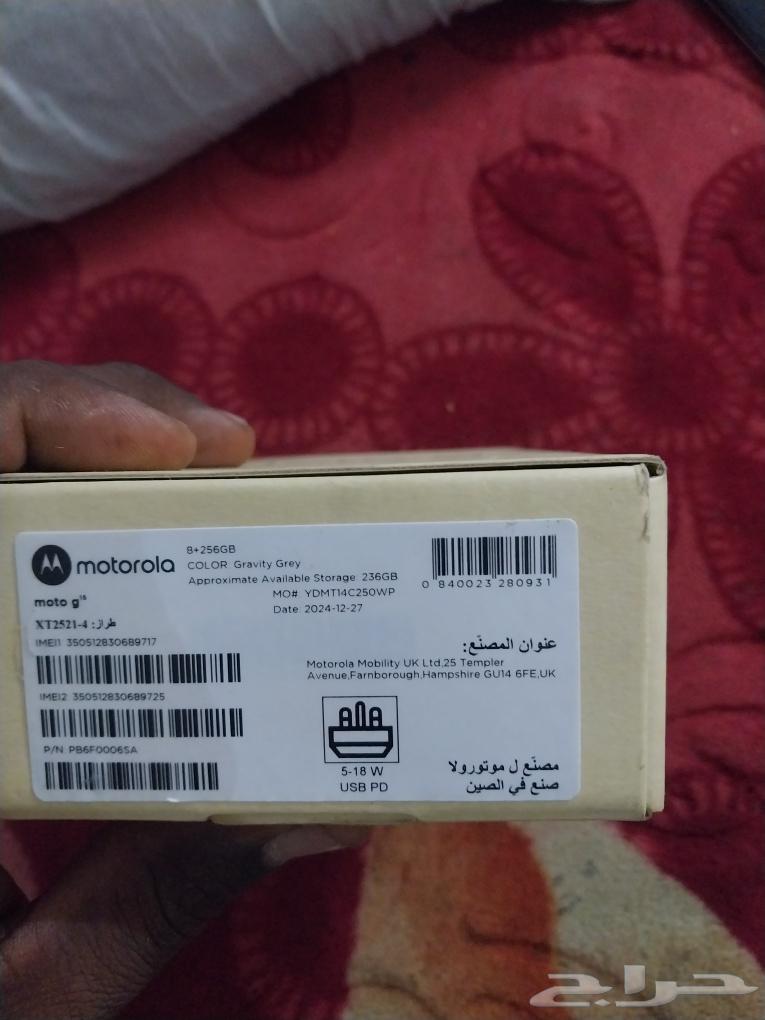 motorola
8+256GB
COLOR: Gravity Grey
Approximate Available Storage: 236GB
MO# YDMT14C250WP
Date: 2024-12-27
0 840023 280931
moto g¹⁵
طراز: XT2521-4
IMEI1 350512830689717
IMEI2 350512830689725
P/N PB6F0006SA
عنوان المصنّع:
Motorola Mobility UK Ltd,25 Templer
Avenue,Farnborough,Hampshire GU14 6FE,UK
5-18 W
USB PD
مصنّع ل موتورولا
صنع في الصين
حراج